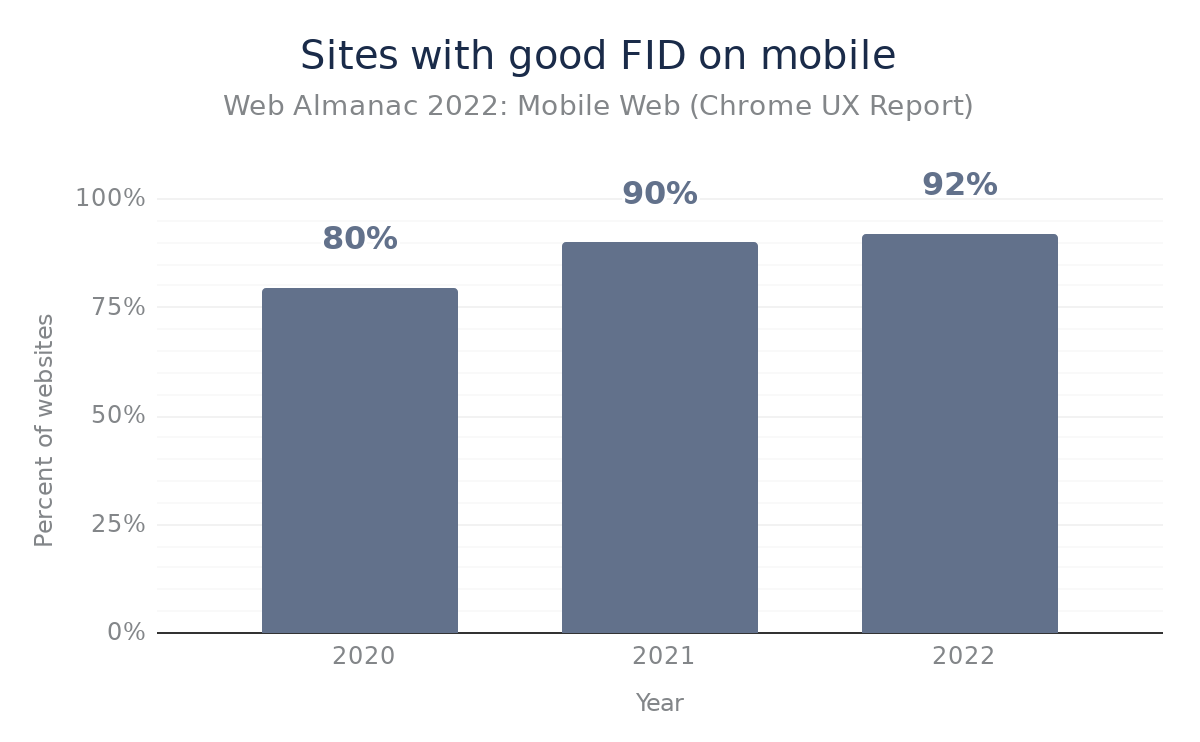 Sites with good FID on mobile
Web Almanac 2022: Mobile Web (Chrome UX Report)
Percent of websites
100%
75%
50%
25%
0%
80%
90%
92%
2020
2021
2022
Year